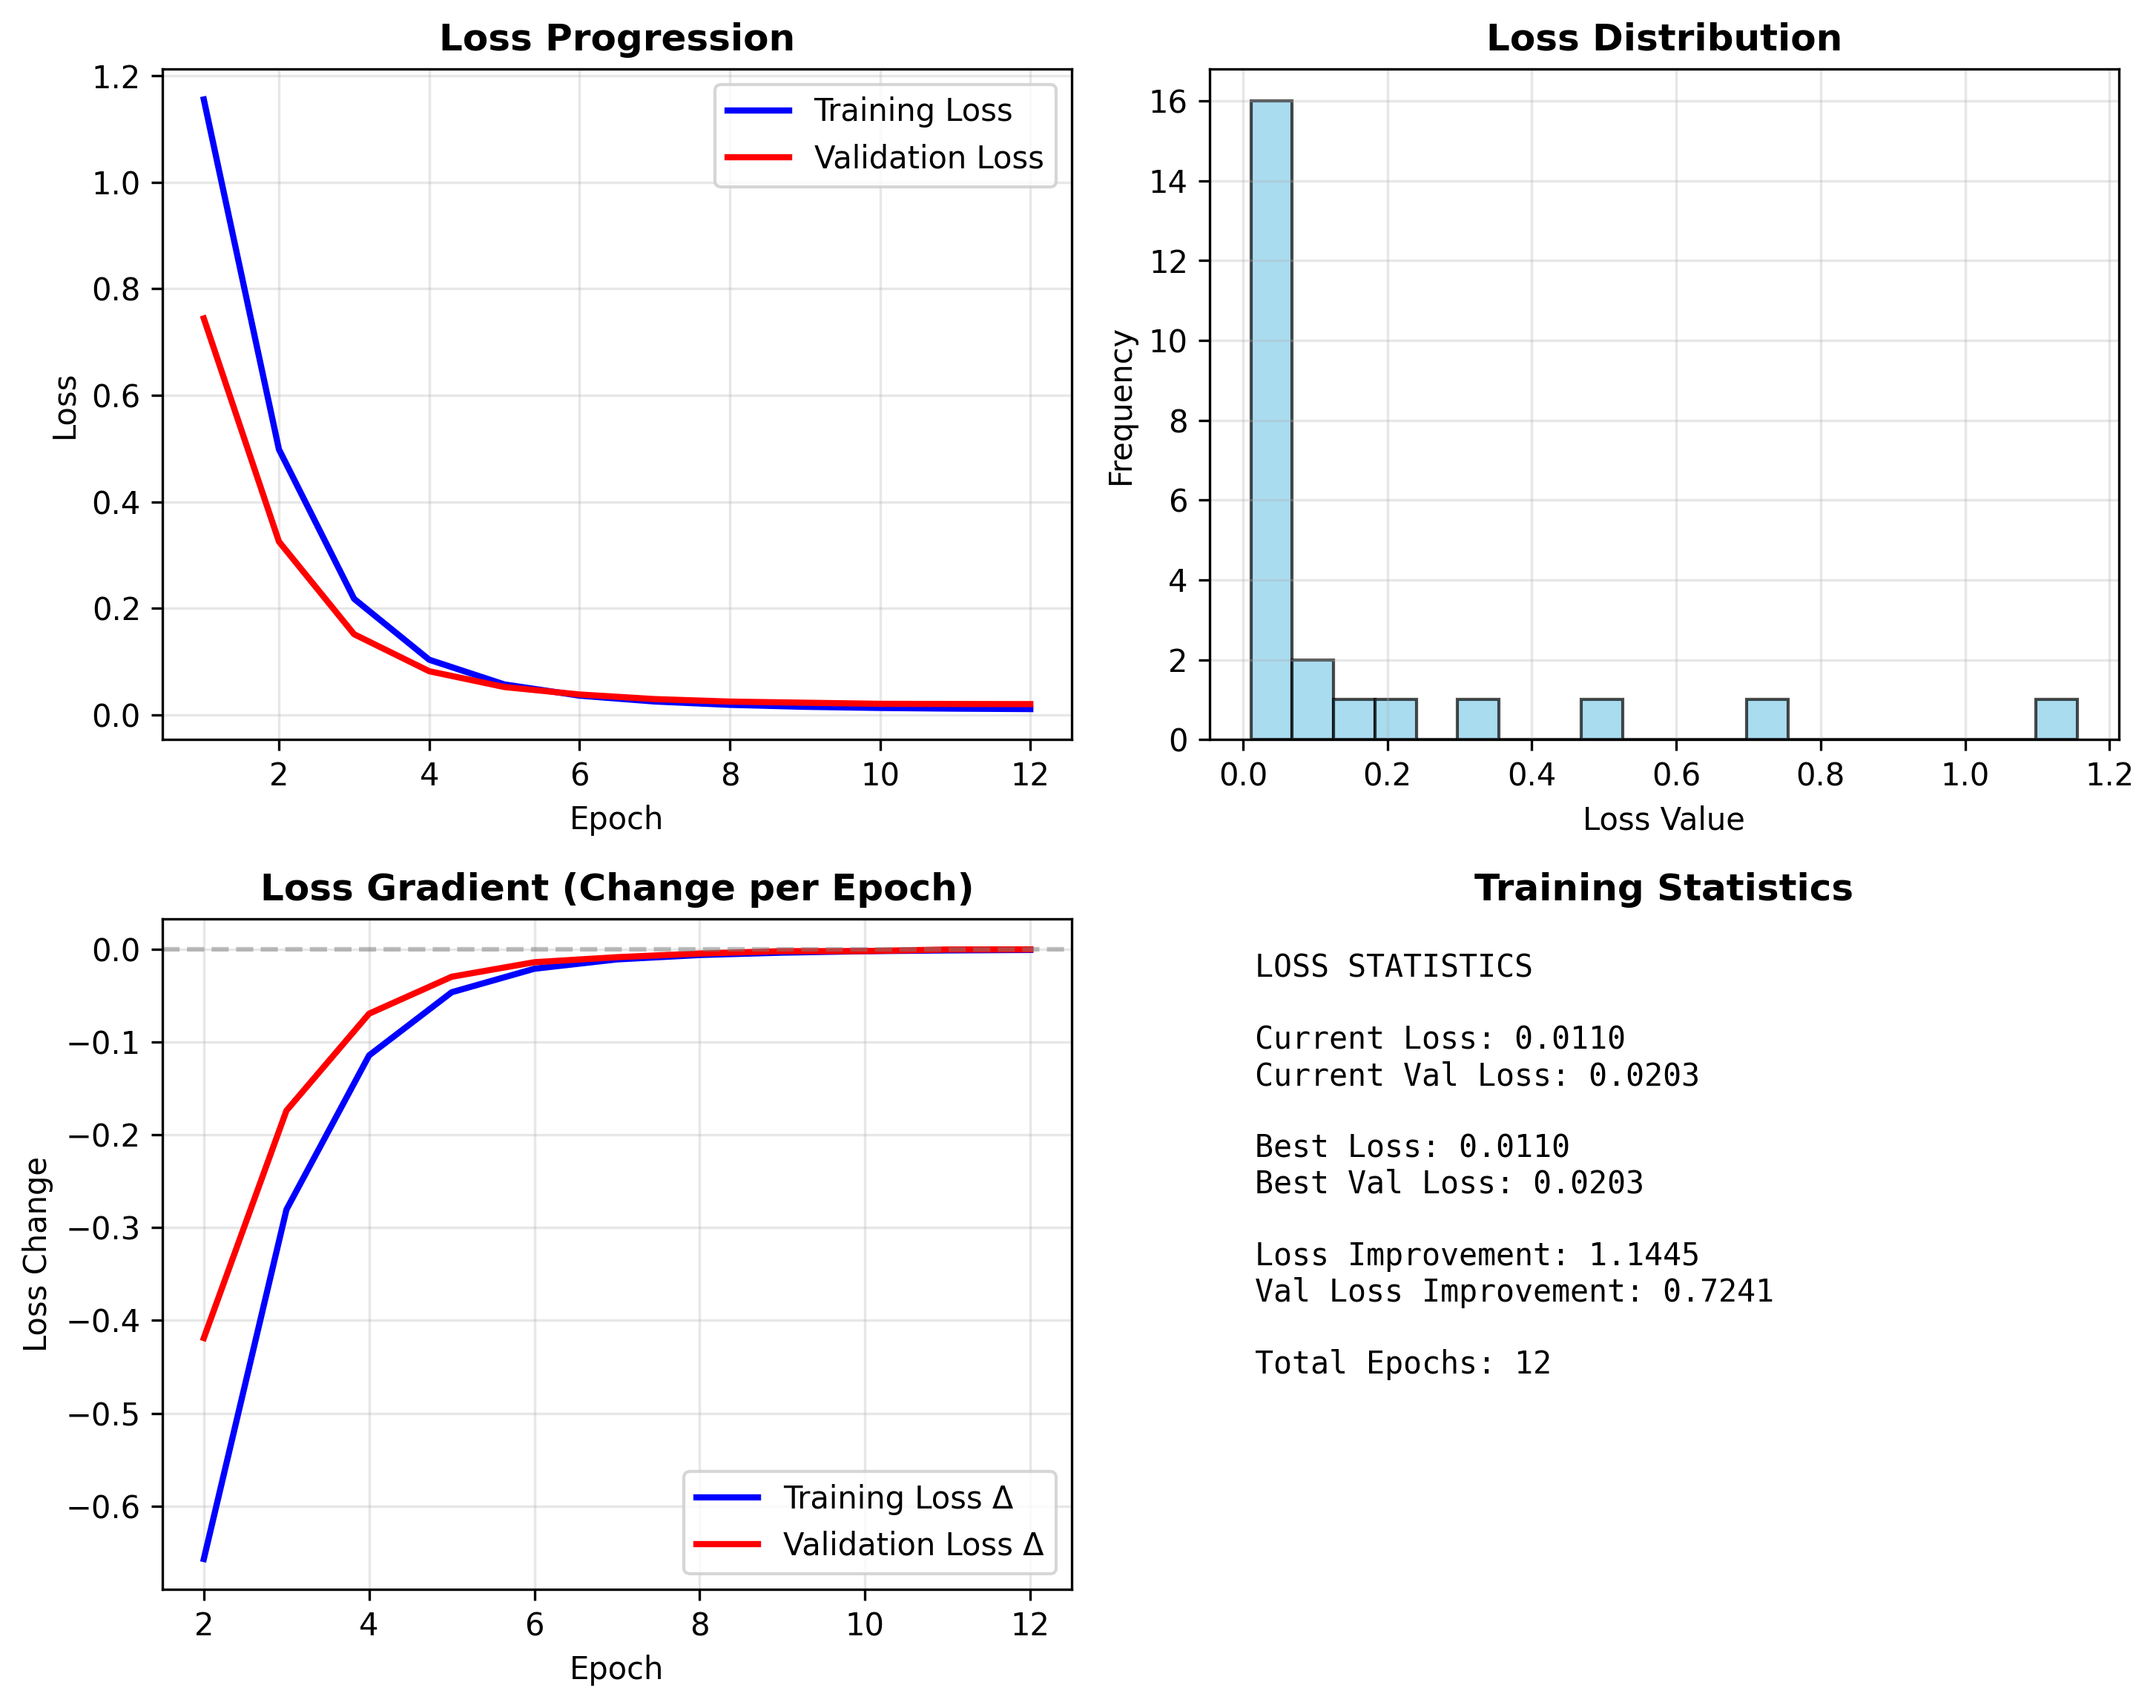 Loss Progression
1.2
1.0
0.8
0.6
0.4
0.2
0.0
Loss
Training Loss
Validation Loss
2
4
6
8
10
12
Epoch
Loss Distribution
16
14
12
10
8
6
4
2
0
Frequency
0.0
0.2
0.4
0.6
0.8
1.0
1.2
Loss Value
Loss Gradient (Change per Epoch)
0.0
−0.1
−0.2
−0.3
−0.4
−0.5
−0.6
Loss Change
Training Loss Δ
Validation Loss Δ
2
4
6
8
10
12
Epoch
Training Statistics
LOSS STATISTICS
Current Loss: 0.0110
Current Val Loss: 0.0203
Best Loss: 0.0110
Best Val Loss: 0.0203
Loss Improvement: 1.1445
Val Loss Improvement: 0.7241
Total Epochs: 12